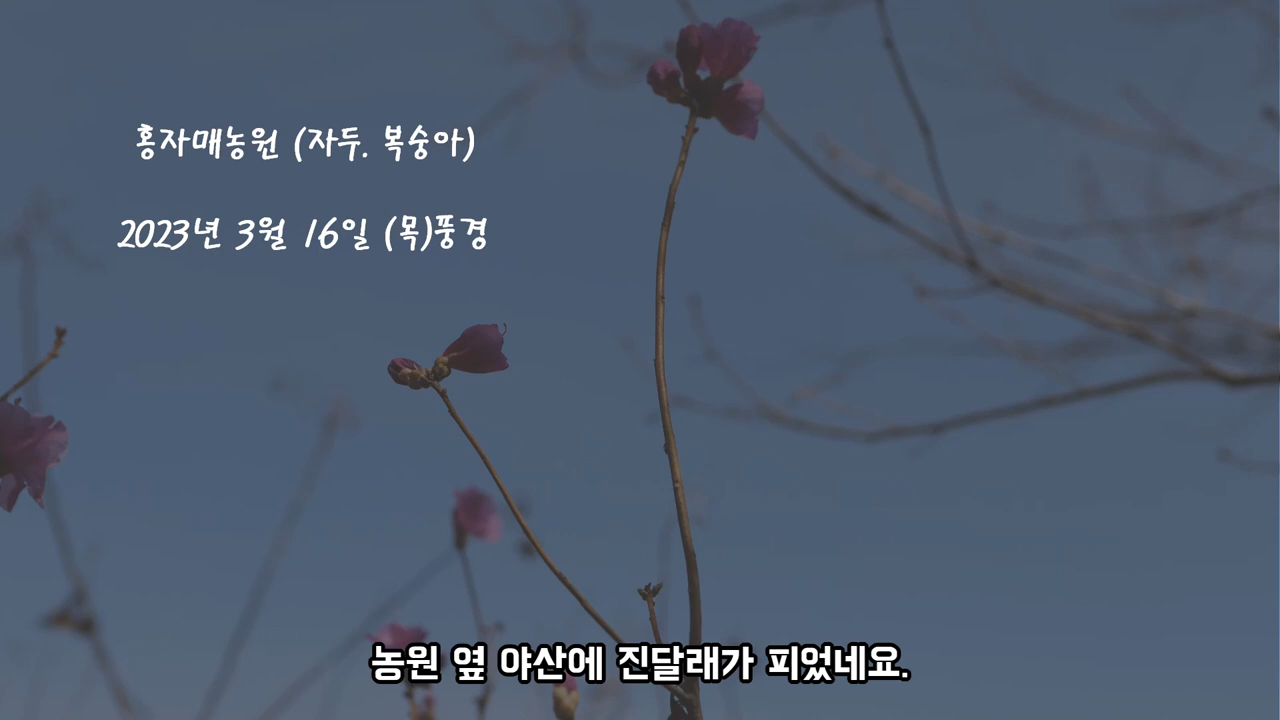 홍자매농원 (자두. 복숭아)
2023년 3월 16일 (목)풍경
농원 옆 야산에 진달래가 피었네요.